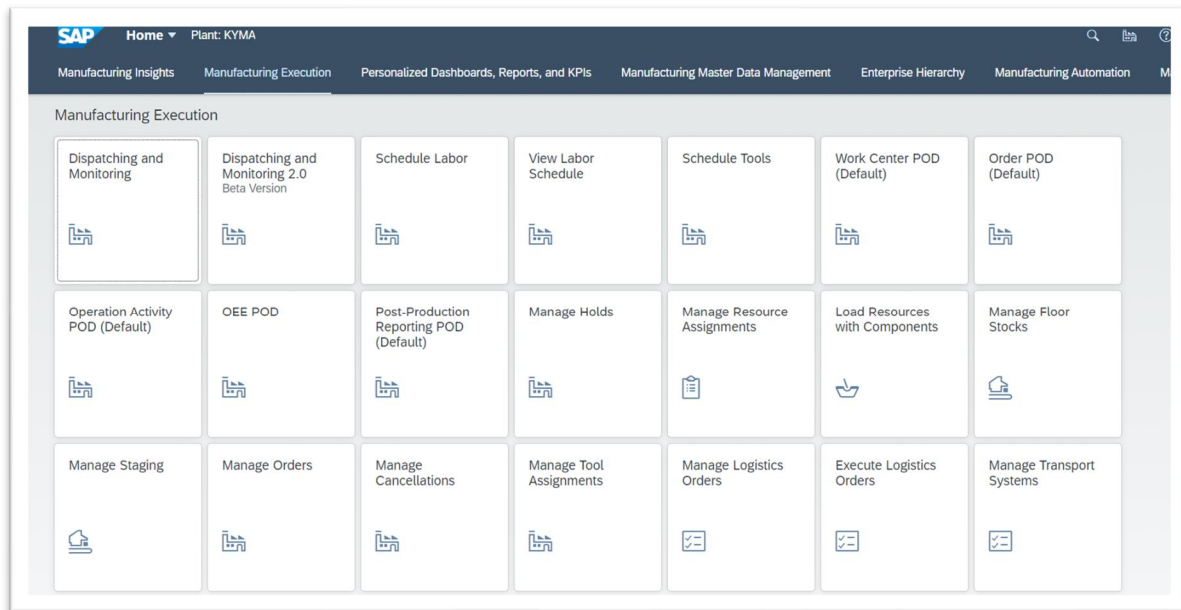 SAP Home Plant: KYMA
Manufacturing Insights Manufacturing Execution Personalized Dashboards, Reports, and KPIs Manufacturing Master Data Management Enterprise Hierarchy Manufacturing Automation
Manufacturing Execution
Dispatching and
Monitoring
Dispatching and
Monitoring 2.0
Beta Version
Schedule Labor
View Labor
Schedule
Schedule Tools
Work Center POD
(Default)
Order POD
(Default)
Operation Activity
POD (Default)
OEE POD
Post-Production
Reporting POD
(Default)
Manage Holds
Manage Resource
Assignments
Load Resources
with Components
Manage Floor
Stocks
Manage Staging
Manage Orders
Manage
Cancellations
Manage Tool
Assignments
Manage Logistics
Orders
Execute Logistics
Orders
Manage Transport
Systems